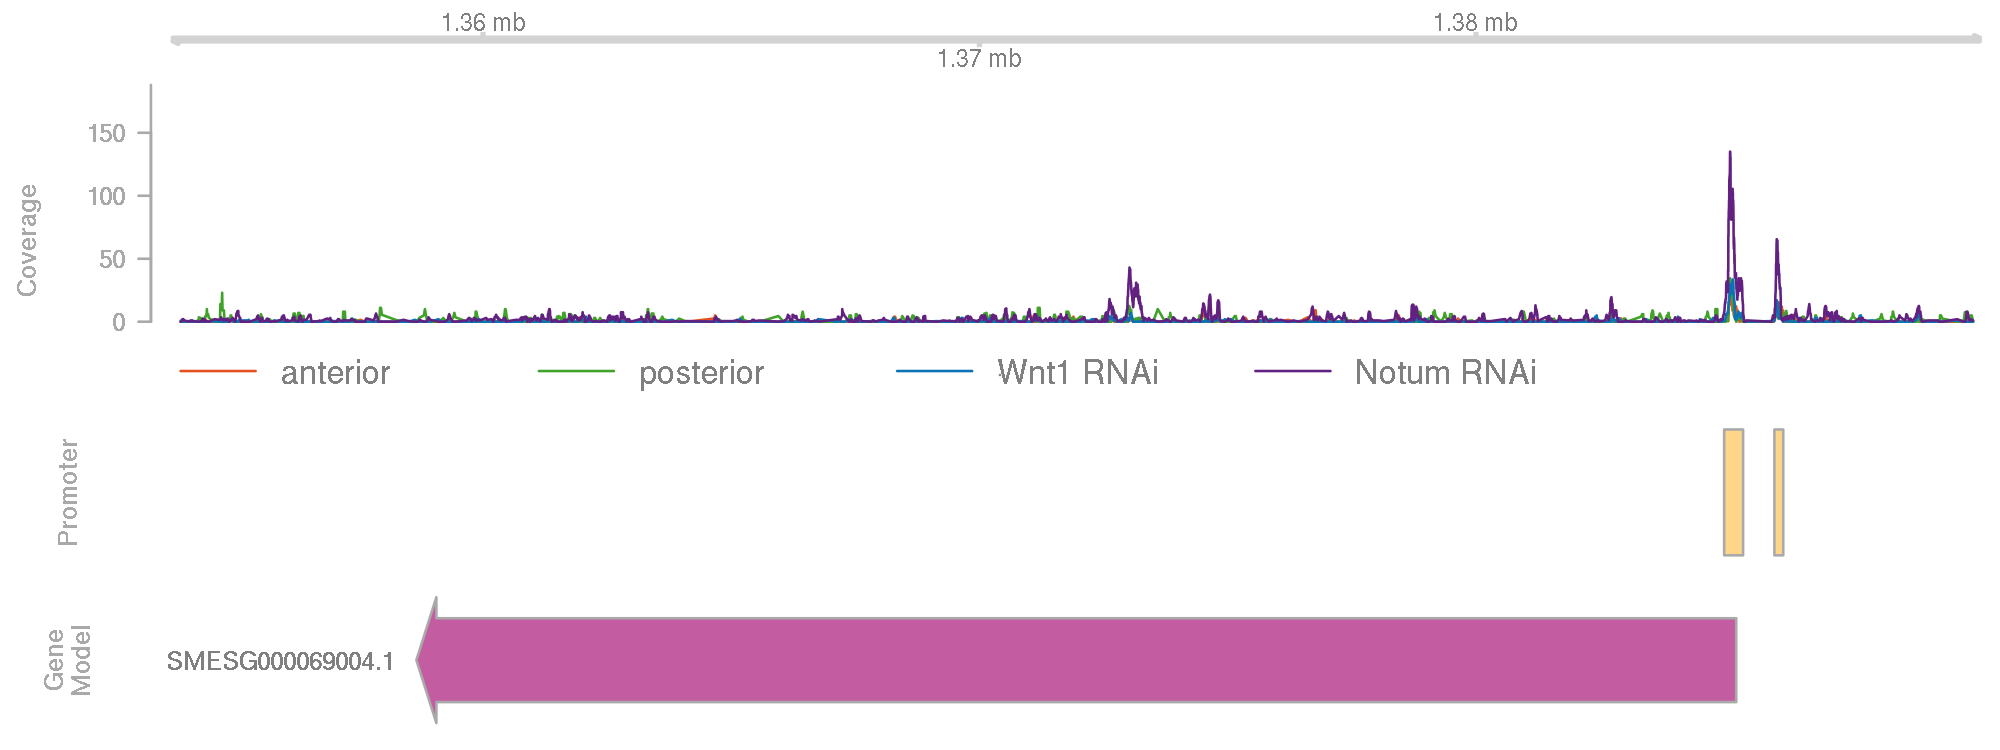 1.36 mb
1.38 mb
1.37 mb
Coverage
150
100
50
0
anterior
posterior
Wnt1 RNAi
Notum RNAi
Promoter
Gene
Model
SMESG000069004.1